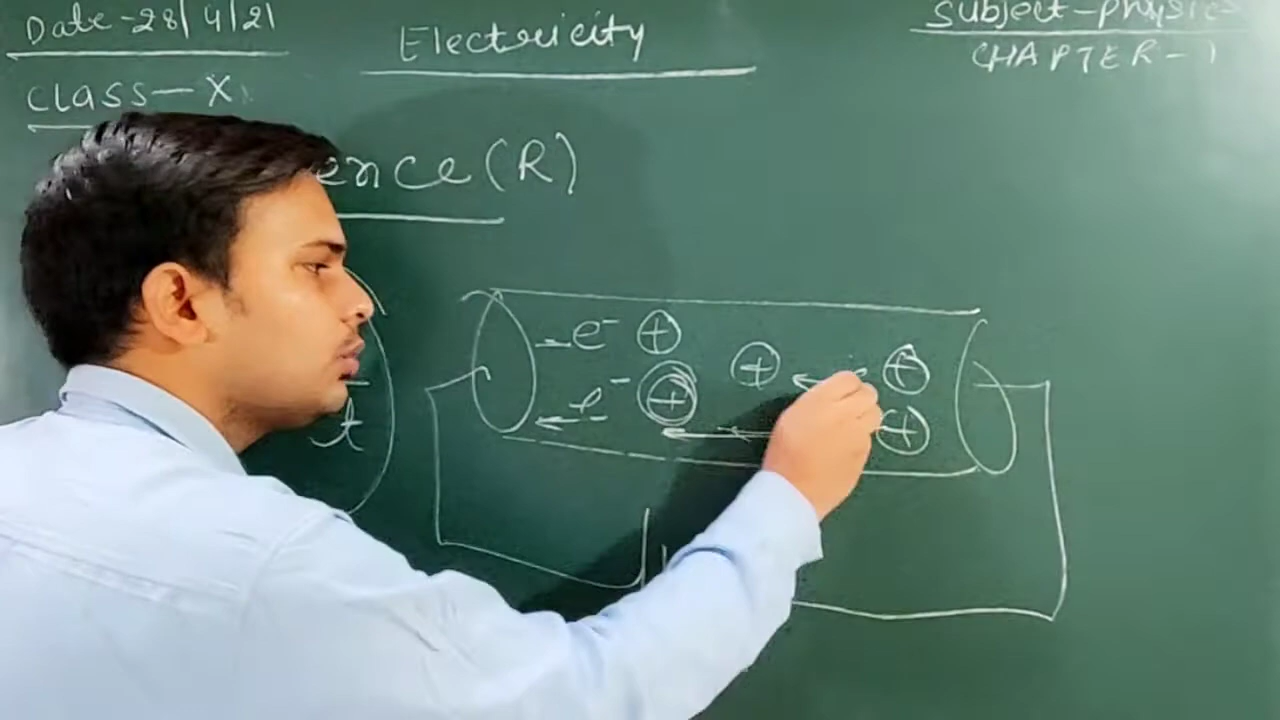 Date-28/4/21
Electricity
Subject-Physics
CHAPTER-1
Class-X
ence(R)
e⁻ +
+
+
e⁻ +
+
t